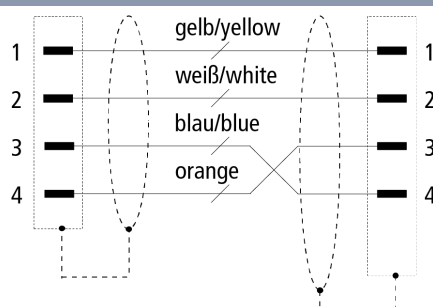 gelb/yellow
1 1
weiß/white
2 2
blau/blue
3 3
orange
4 4